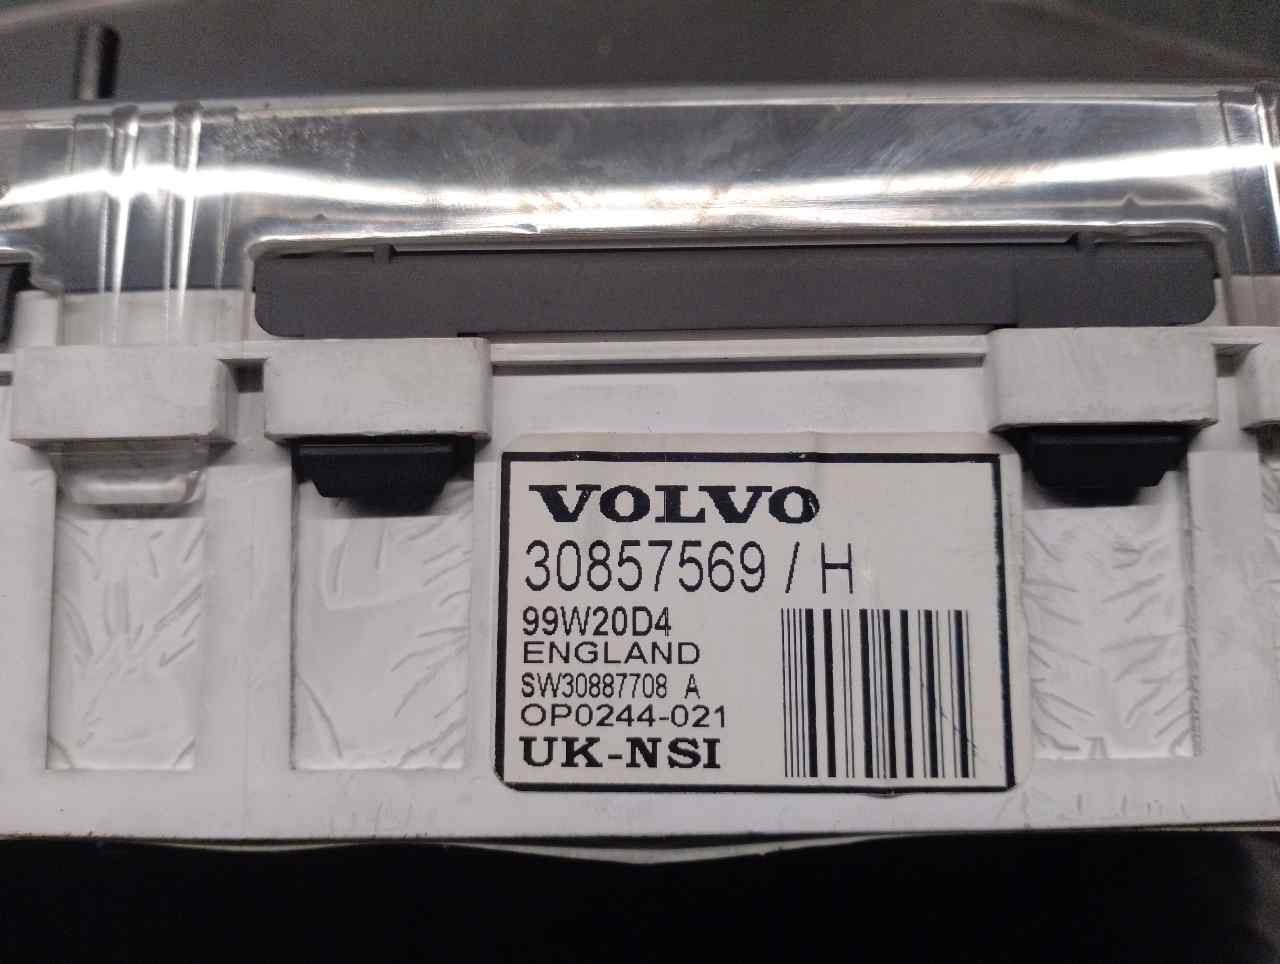 VOLVO
30857569 / H
99W20D4
ENGLAND
SW30887708 A
OP0244-021
UK-NSI